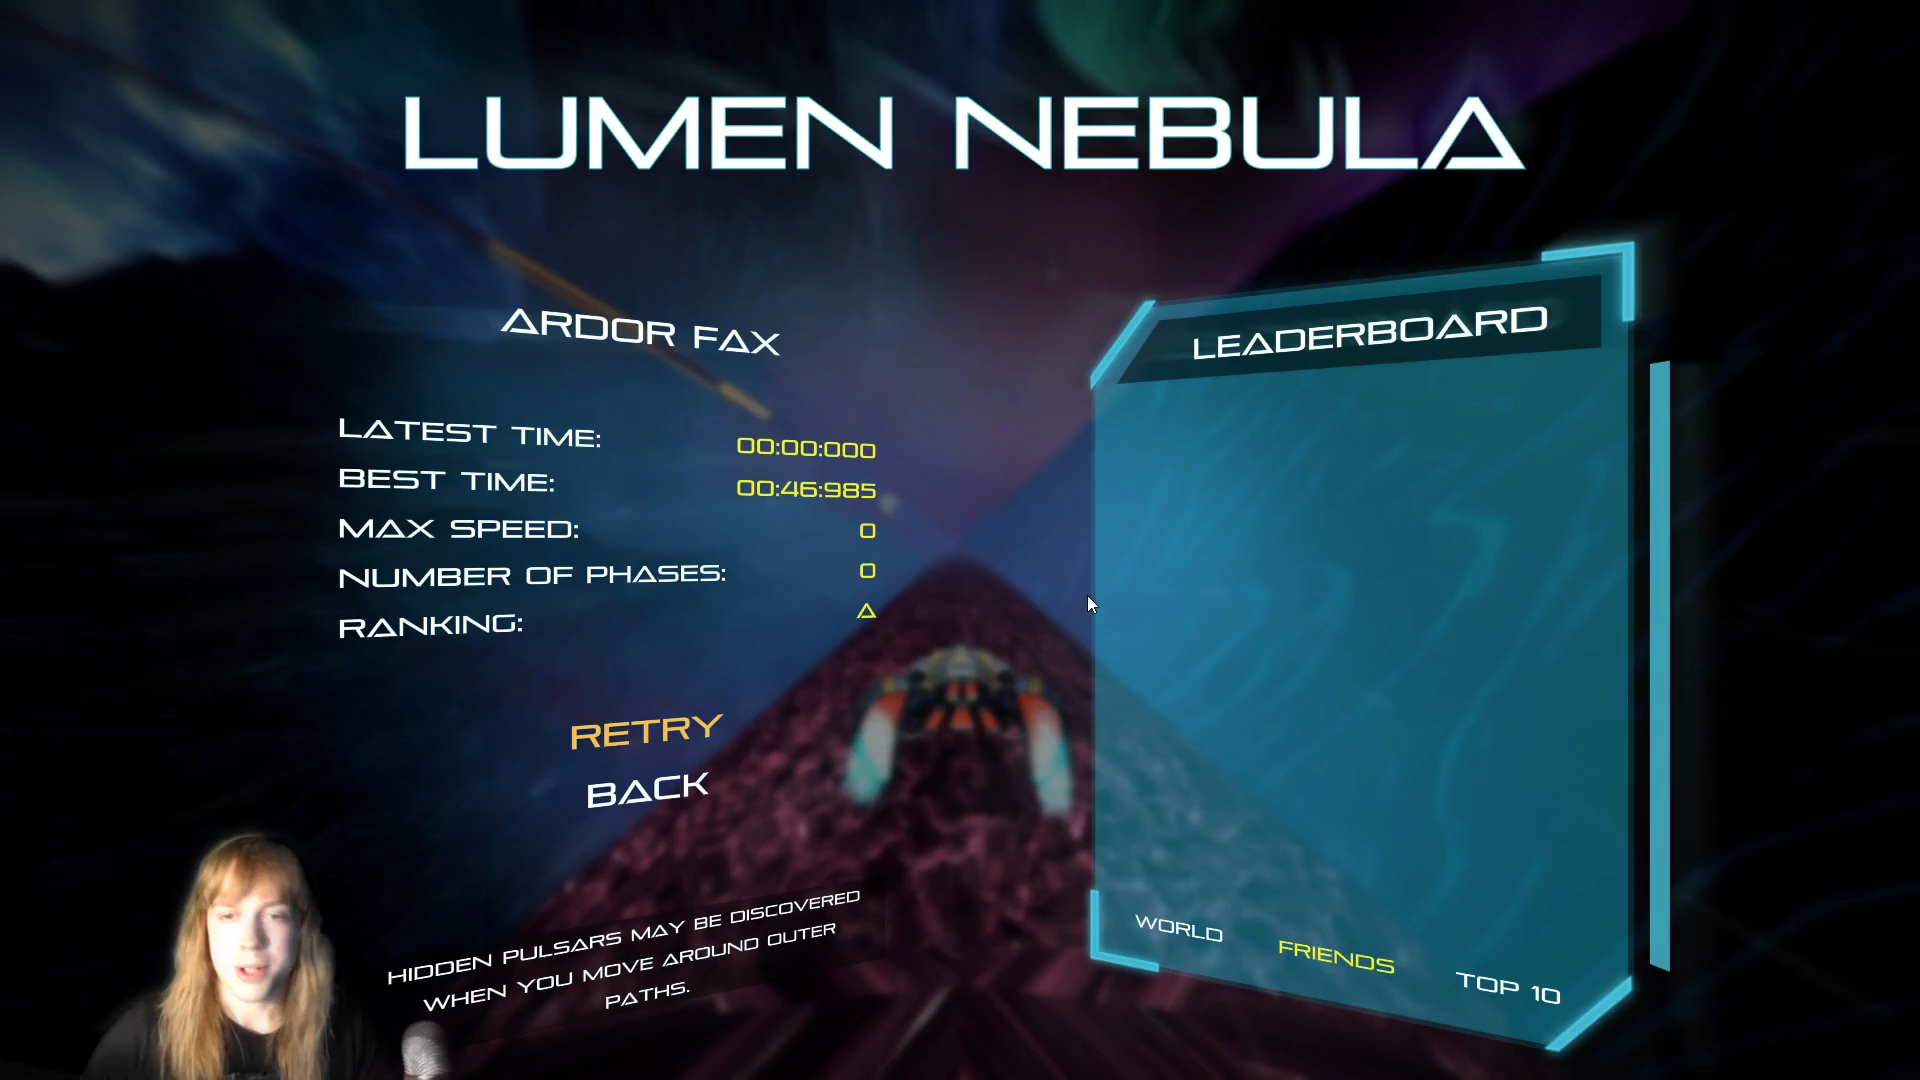 LUMEN NEBULA
ARDOR FAX
LATEST TIME: 00:00:000
BEST TIME: 00:46:985
MAX SPEED: 0
NUMBER OF PHASES: 0
RANKING: A
RETRY
BACK
HIDDEN PULSARS MAY BE DISCOVERED
WHEN YOU MOVE AROUND OUTER
PATHS.
LEADERBOARD
WORLD FRIENDS TOP 10